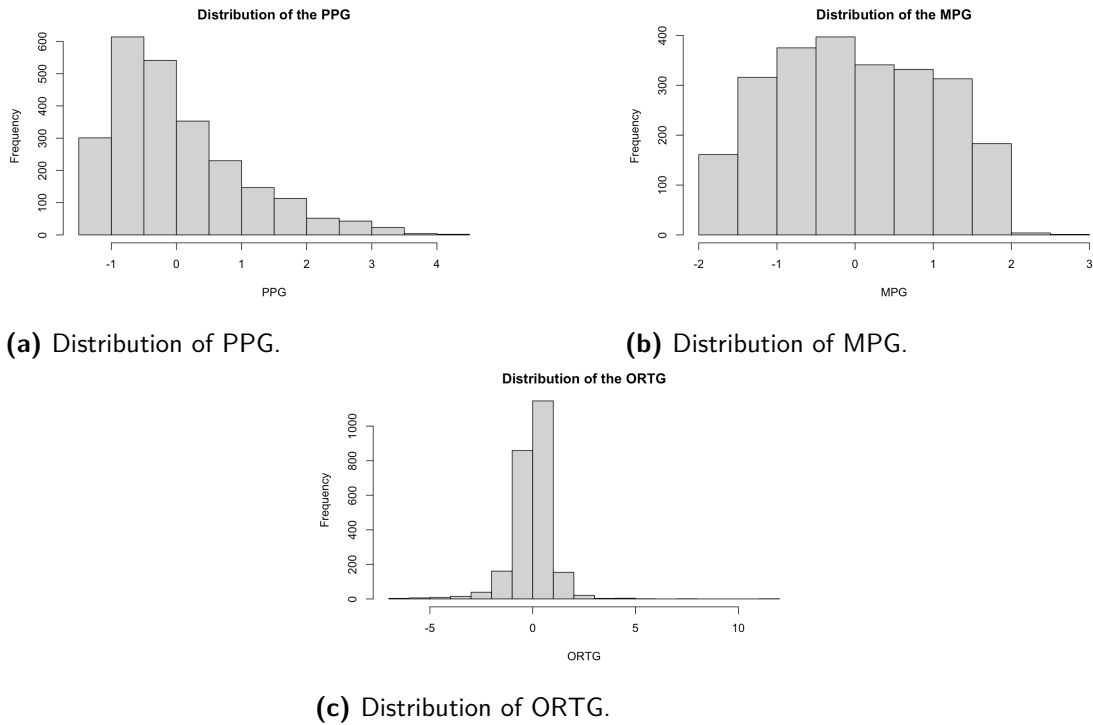 Distribution of the PPG
Frequency
0 100 200 300 400 500 600
-1 0 1 2 3 4
PPG
(a) Distribution of PPG.
Distribution of the MPG
Frequency
0 100 200 300 400
-2 -1 0 1 2 3
MPG
(b) Distribution of MPG.
Distribution of the ORTG
Frequency
0 200 400 600 800 1000
-5 0 5 10
ORTG
(c) Distribution of ORTG.